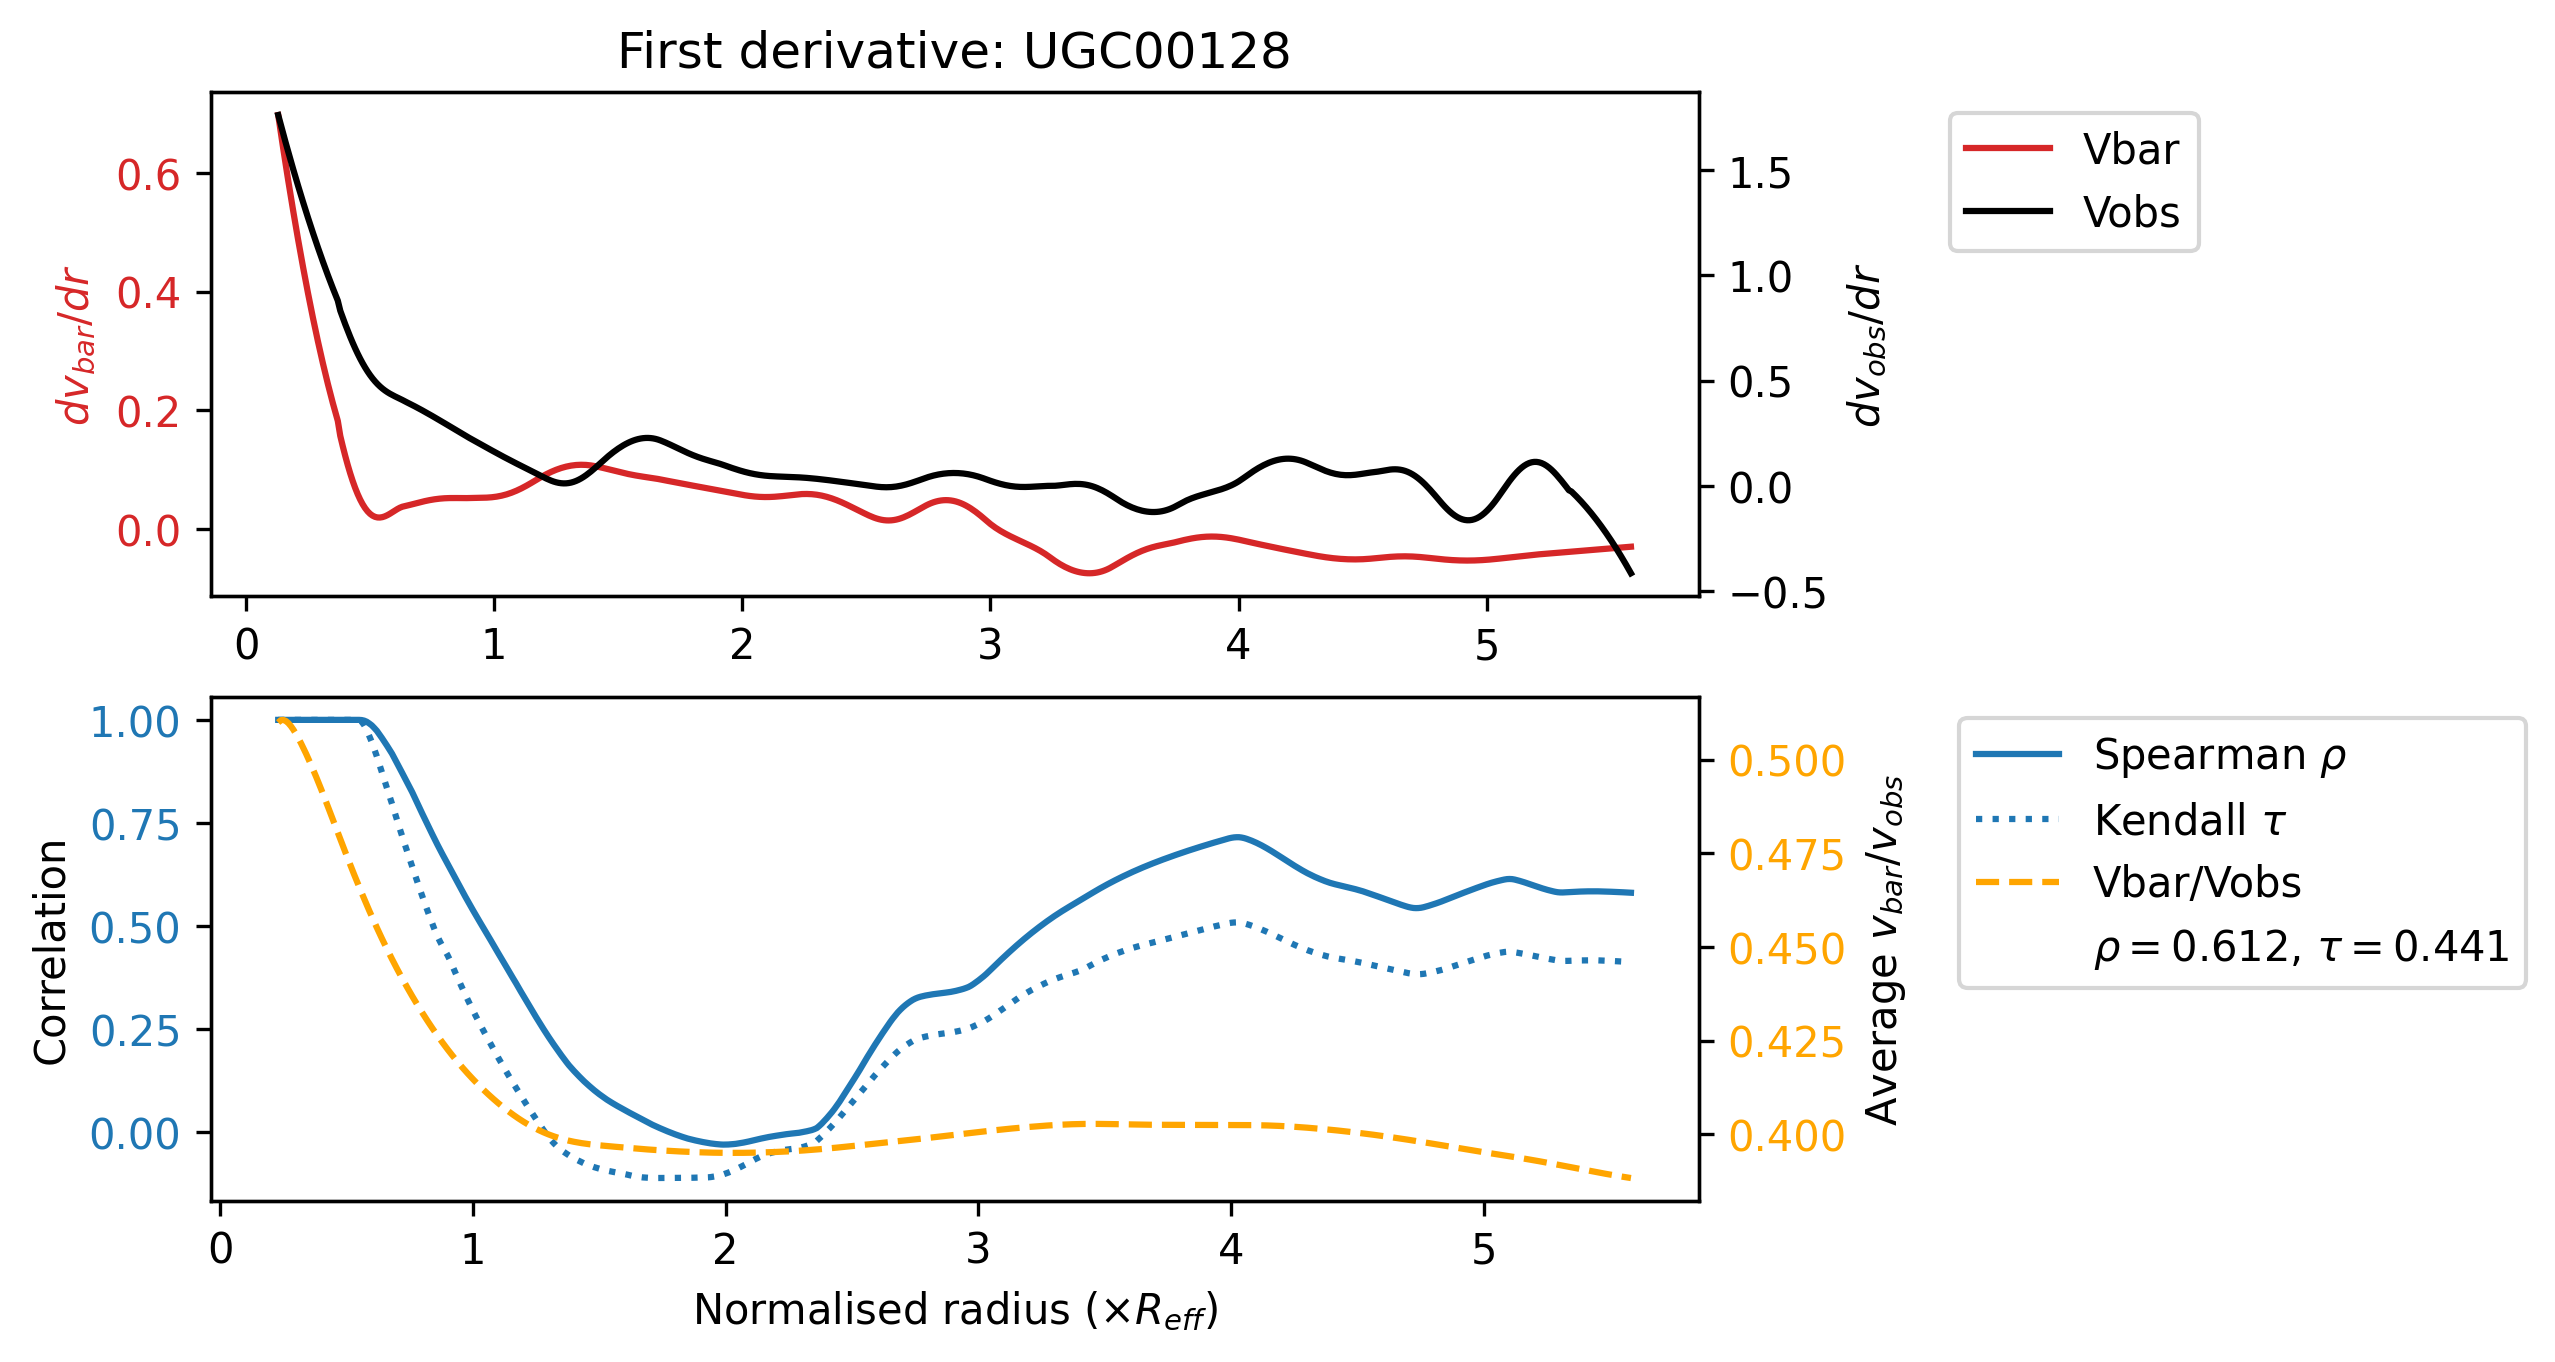 First derivative: UGC00128
0.6
0.4
0.2
0.0
dv_bar/dr
1.5
1.0
0.5
0.0
−0.5
dv_obs/dr
0 1 2 3 4 5
Vbar
Vobs
1.00
0.75
0.50
0.25
0.00
Correlation
0.500
0.475
0.450
0.425
0.400
Average v_bar/v_obs
0 1 2 3 4 5
Normalised radius (×R_eff)
Spearman ρ
Kendall τ
Vbar/Vobs
ρ = 0.612, τ = 0.441